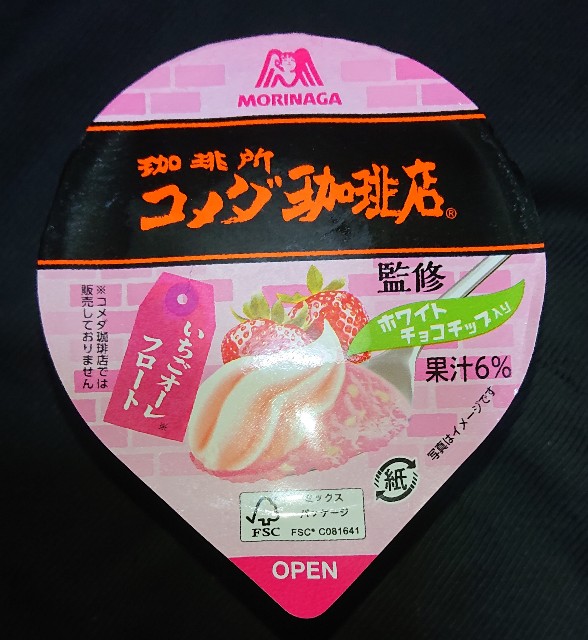 MORINAGA
珈琲所
コメダ珈琲店®
監修
ホワイト
チョコチップ入り
果汁6%
写真はイメージです
いちごオーレ
フロート※
※コメダ珈琲店では
販売しておりません
紙
ミックス
パッケージ
FSC® C081641
FSC
OPEN